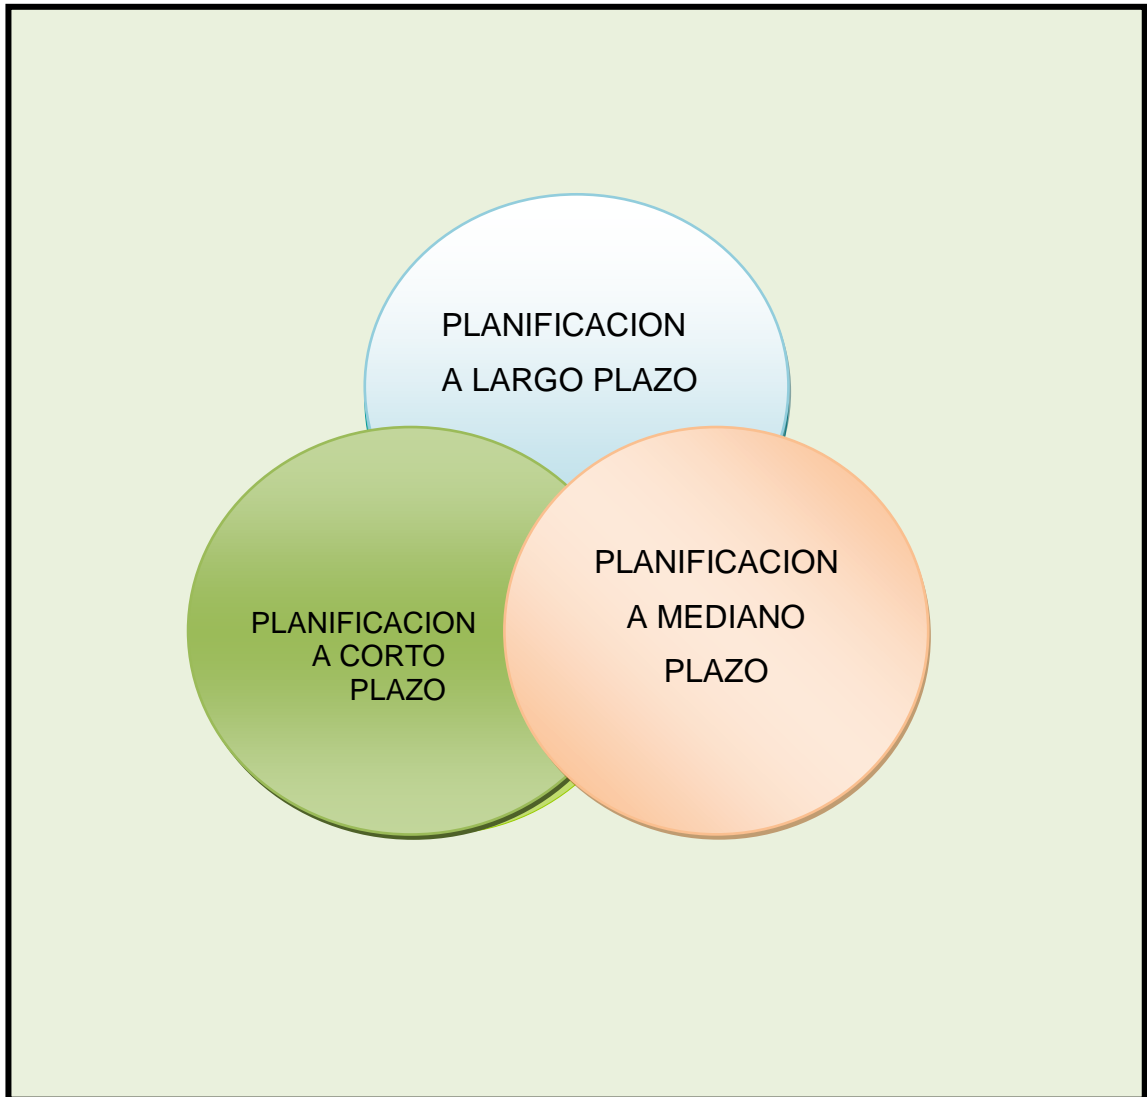 PLANIFICACION
A LARGO PLAZO
PLANIFICACION
A CORTO
PLAZO
PLANIFICACION
A MEDIANO
PLAZO